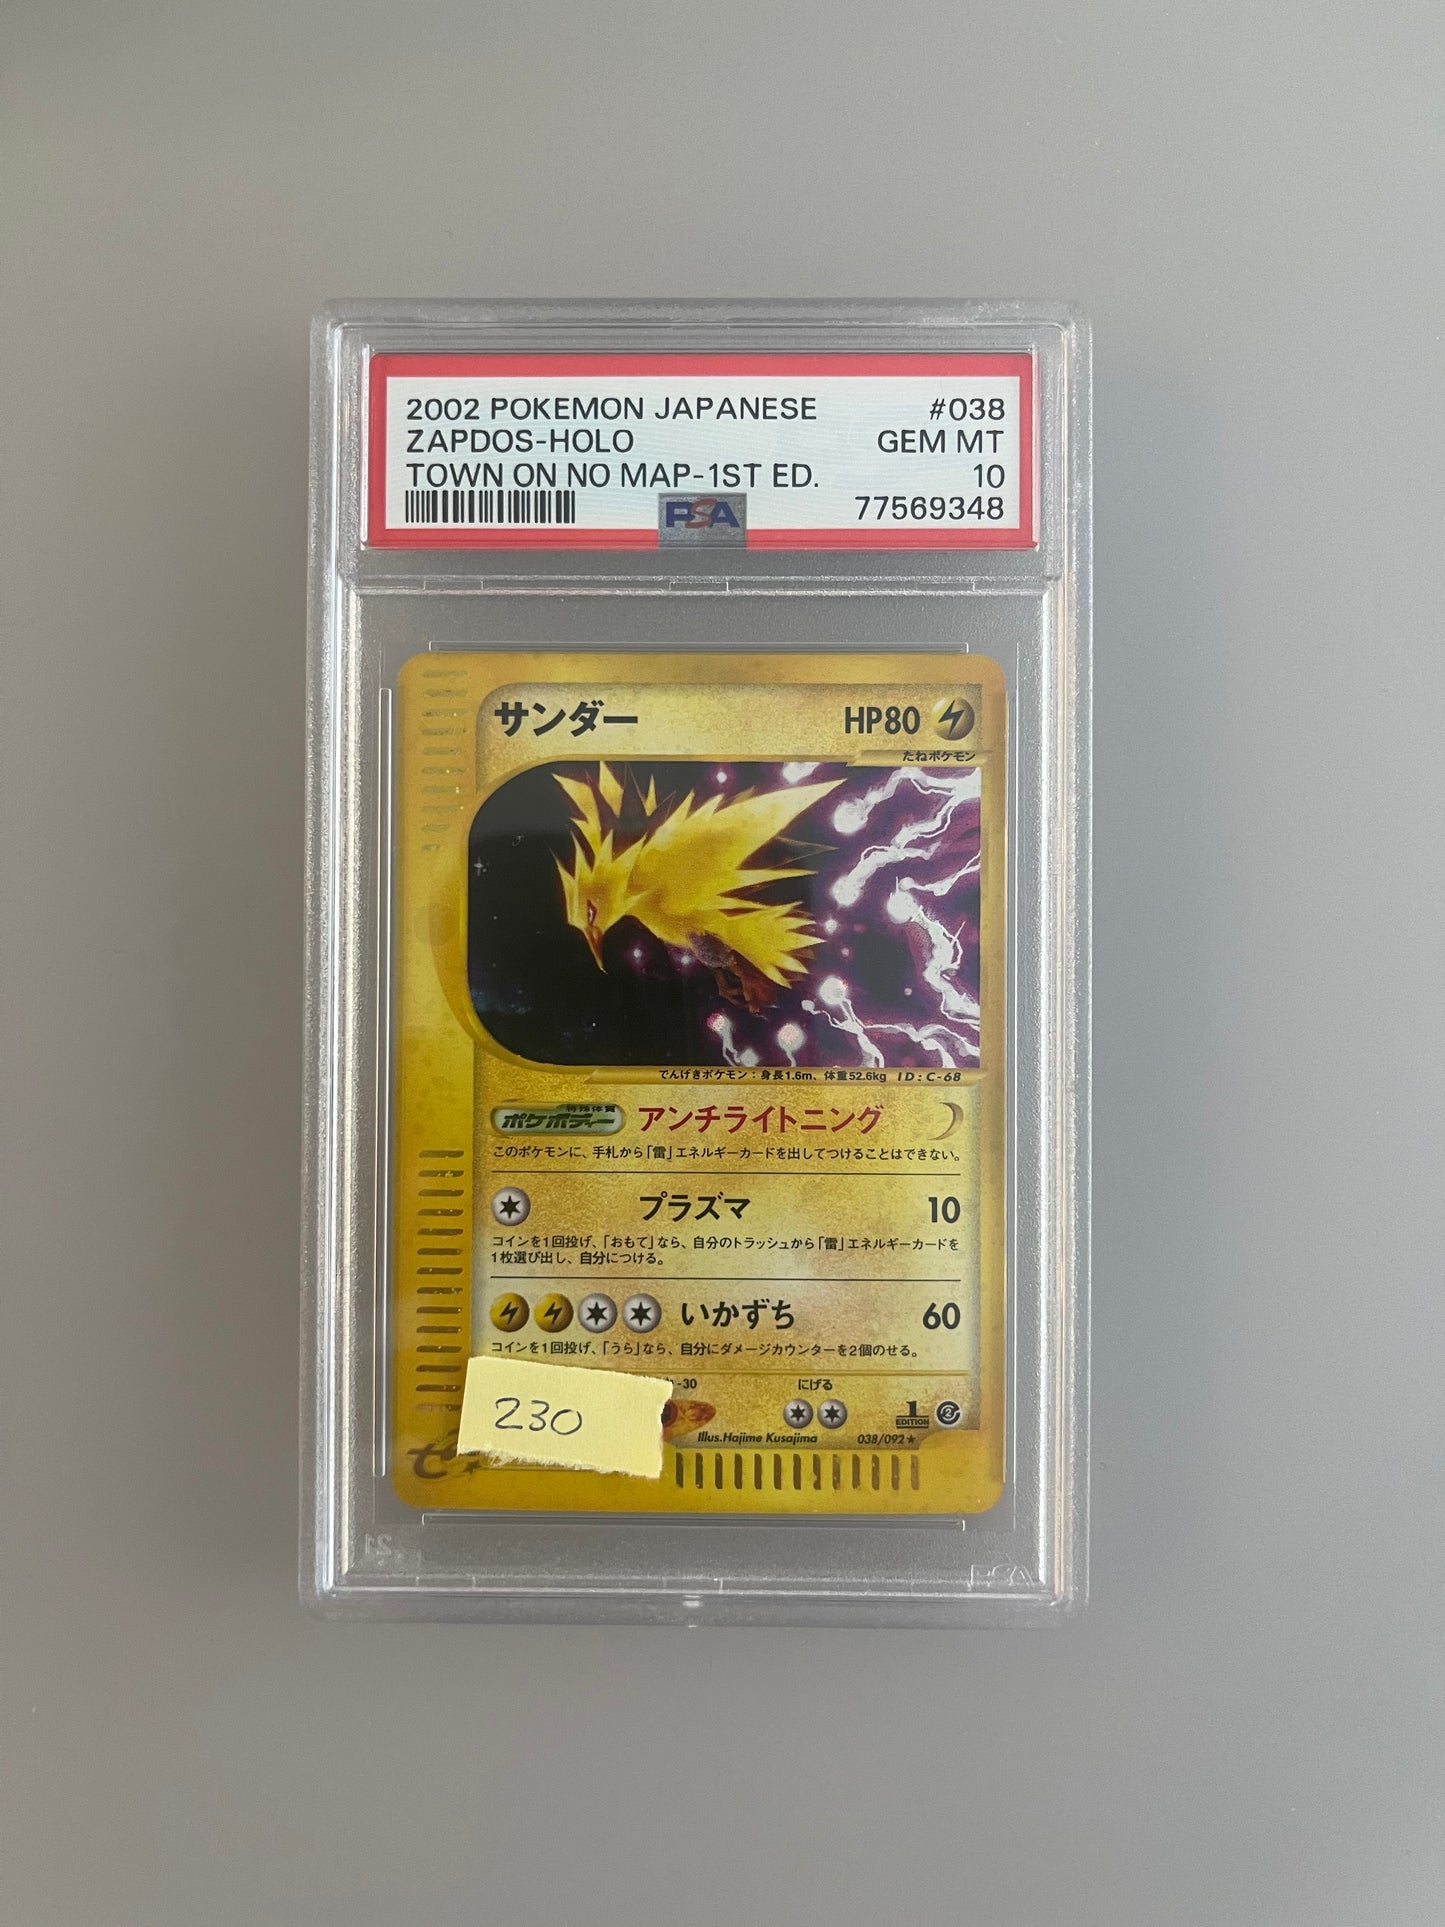 2002 POKEMON JAPANESE #038
ZAPDOS-HOLO GEM MT
TOWN ON NO MAP-1ST ED. 10
77569348
PSA
サンダー HP80
たねポケモン
でんげきポケモン：身長1.6m、体重52.6kg ID:C-68
特殊体質
ポケボディー アンチライトニング
このポケモンに、手札から「雷」エネルギーカードを出してつけることはできない。
プラズマ 10
コインを1回投げ、「おもて」なら、自分のトラッシュから「雷」エネルギーカードを
1枚選び出し、自分につける。
いかずち 60
コインを1回投げ、「うら」なら、自分にダメージカウンターを2個のせる。
-30 にげる
230
1
EDITION
2
Illus.Hajime Kusajima 038/092★
PSA